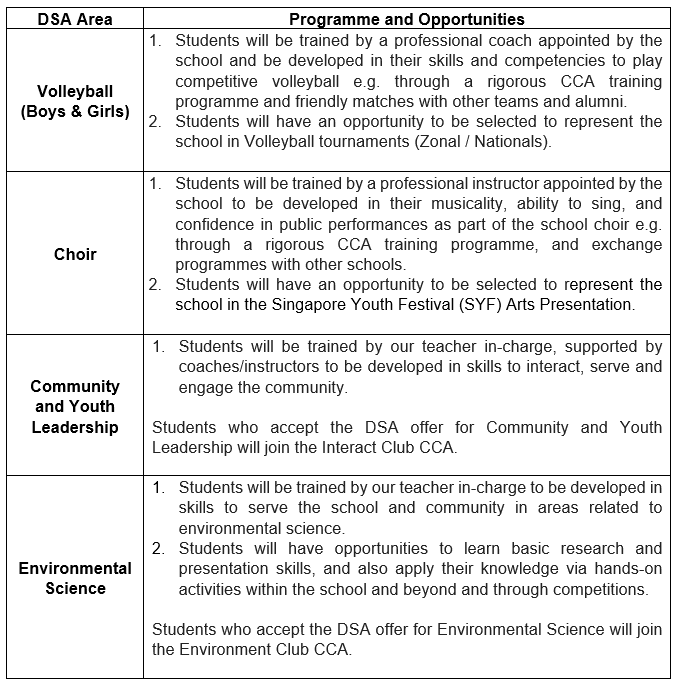 DSA Area
Programme and Opportunities
Volleyball
(Boys & Girls)
1. Students will be trained by a professional coach appointed by the
school and be developed in their skills and competencies to play
competitive volleyball e.g. through a rigorous CCA training
programme and friendly matches with other teams and alumni.
2. Students will have an opportunity to be selected to represent the
school in Volleyball tournaments (Zonal / Nationals).
Choir
1. Students will be trained by a professional instructor appointed by the
school to be developed in their musicality, ability to sing, and
confidence in public performances as part of the school choir e.g.
through a rigorous CCA training programme, and exchange
programmes with other schools.
2. Students will have an opportunity to be selected to represent the
school in the Singapore Youth Festival (SYF) Arts Presentation.
Community
and Youth
Leadership
1. Students will be trained by our teacher in-charge, supported by
coaches/instructors to be developed in skills to interact, serve and
engage the community.
Students who accept the DSA offer for Community and Youth
Leadership will join the Interact Club CCA.
Environmental
Science
1. Students will be trained by our teacher in-charge to be developed in
skills to serve the school and community in areas related to
environmental science.
2. Students will have opportunities to learn basic research and
presentation skills, and also apply their knowledge via hands-on
activities within the school and beyond and through competitions.
Students who accept the DSA offer for Environmental Science will join
the Environment Club CCA.